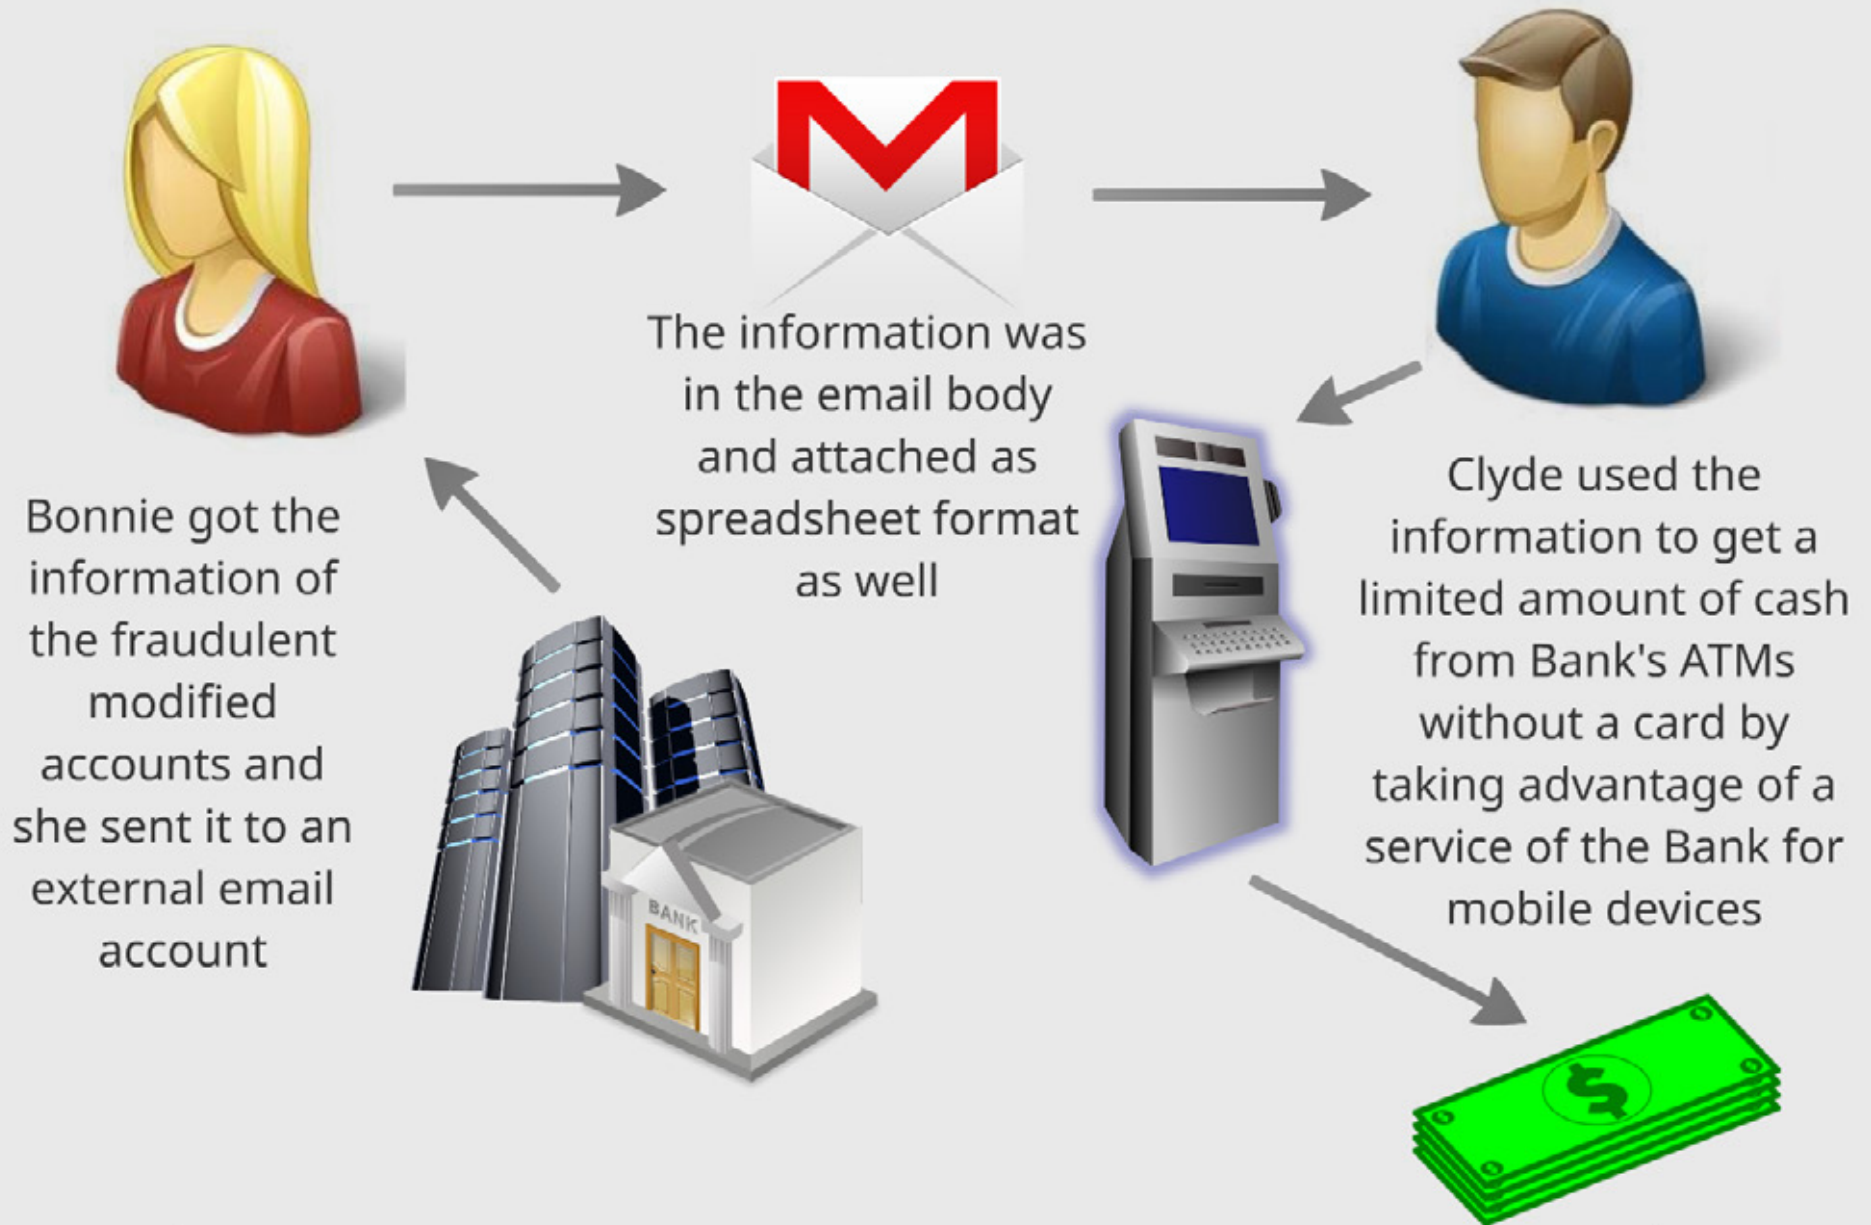 Bonnie got the
information of
the fraudulent
modified
accounts and
she sent it to an
external email
account
The information was
in the email body
and attached as
spreadsheet format
as well
BANK
Clyde used the
information to get a
limited amount of cash
from Bank's ATMs
without a card by
taking advantage of a
service of the Bank for
mobile devices
$